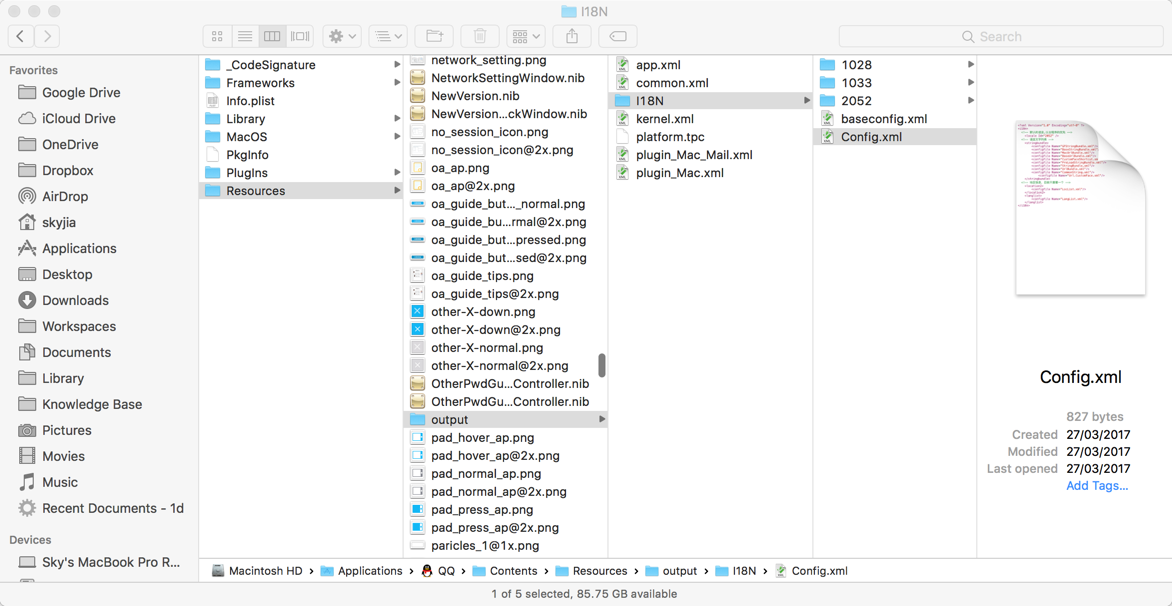 I18N
Search
Favorites
Google Drive
iCloud Drive
OneDrive
Dropbox
AirDrop
skyjia
Applications
Desktop
Downloads
Workspaces
Documents
Library
Knowledge Base
Pictures
Movies
Music
Recent Documents - 1d
Devices
Sky's MacBook Pro R...
_CodeSignature
Frameworks
Info.plist
Library
MacOS
PkgInfo
PlugIns
Resources
network_setting.png
NetworkSettingWindow.nib
NewVersion.nib
NewVersion...ckWindow.nib
no_session_icon.png
no_session_icon@2x.png
oa_ap.png
oa_ap@2x.png
oa_guide_but..._normal.png
oa_guide_bu...rmal@2x.png
oa_guide_but...pressed.png
oa_guide_but...sed@2x.png
oa_guide_tips.png
oa_guide_tips@2x.png
other-X-down.png
other-X-down@2x.png
other-X-normal.png
other-X-normal@2x.png
OtherPwdGu...Controller.nib
OtherPwdGu...Controller.nib
output
pad_hover_ap.png
pad_hover_ap@2x.png
pad_normal_ap.png
pad_normal_ap@2x.png
pad_press_ap.png
pad_press_ap@2x.png
paricles_1@1x.png
app.xml
common.xml
I18N
kernel.xml
platform.tpc
plugin_Mac_Mail.xml
plugin_Mac.xml
1028
1033
2052
baseconfig.xml
Config.xml
Config.xml
827 bytes
Created 27/03/2017
Modified 27/03/2017
Last opened 27/03/2017
Add Tags...
Macintosh HD › Applications › QQ › Contents › Resources › output › I18N › Config.xml
1 of 5 selected, 85.75 GB available